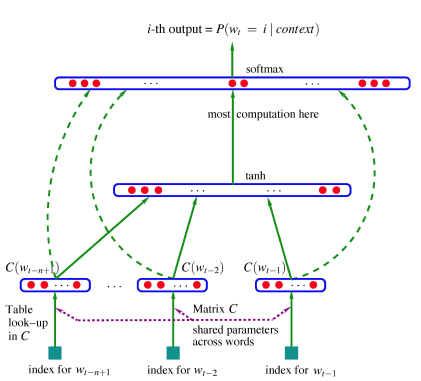 i-th output = P(w_t = i | context)
softmax
. . .
. . .
most computation here
tanh
. . .
. . .
C(w_{t−n+1})
C(w_{t−2})
C(w_{t−1})
. . .
. . .
. . .
. . .
Table
look–up
in C
Matrix C
shared parameters
across words
index for w_{t−n+1}
index for w_{t−2}
index for w_{t−1}